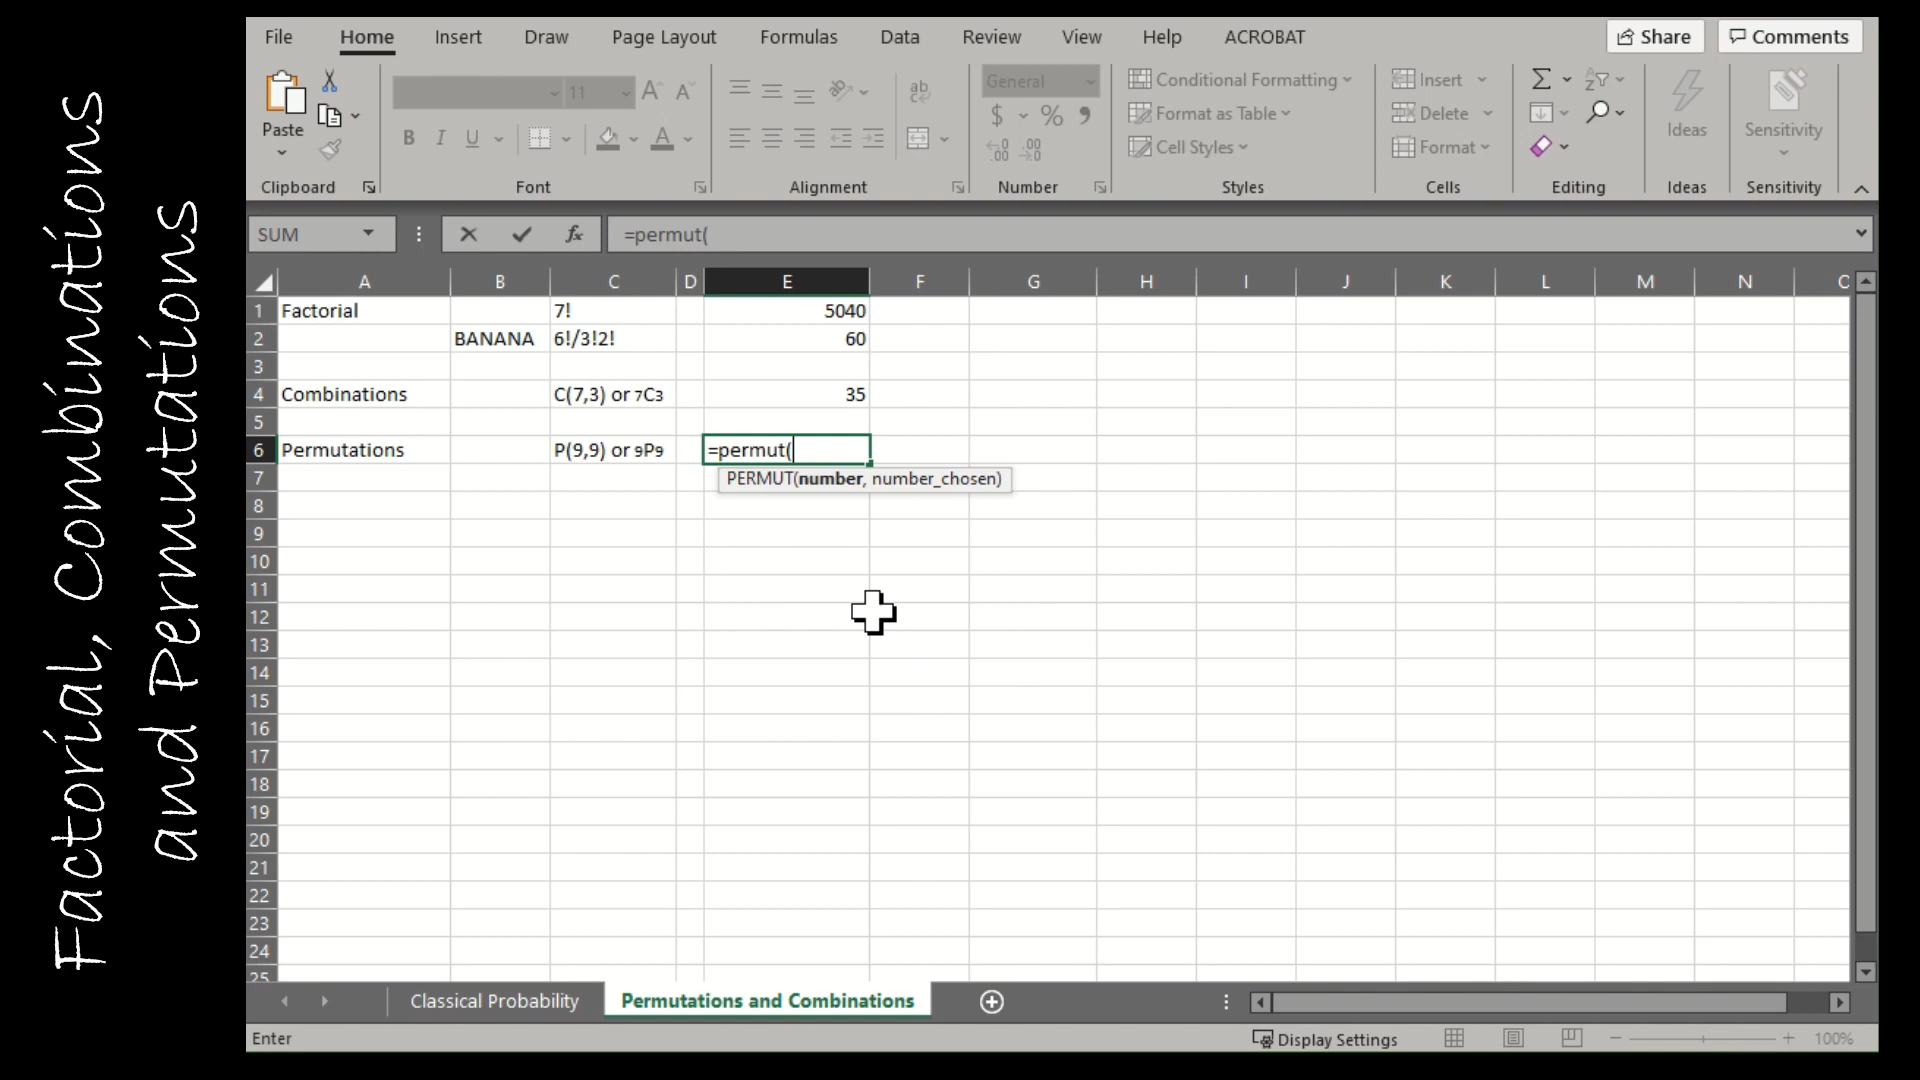 Factorial, Combinations
and Permutations
File Home Insert Draw Page Layout Formulas Data Review View Help ACROBAT Share Comments
General Conditional Formatting Insert
11
Format as Table Delete
Paste Ideas Sensitivity
B I U Cell Styles Format
Clipboard Font Alignment Number Styles Cells Editing Ideas Sensitivity
SUM fx =permut(
A B C D E F G H I J K L M N O
1 Factorial 7! 5040
2 BANANA 6!/3!2! 60
3
4 Combinations C(7,3) or 7C3 35
5
6 Permutations P(9,9) or 9P9 =permut(
7 PERMUT(number, number_chosen)
8
9
10
11
12
13
14
15
16
17
18
19
20
21
22
23
24
25
Classical Probability Permutations and Combinations
Enter Display Settings 100%